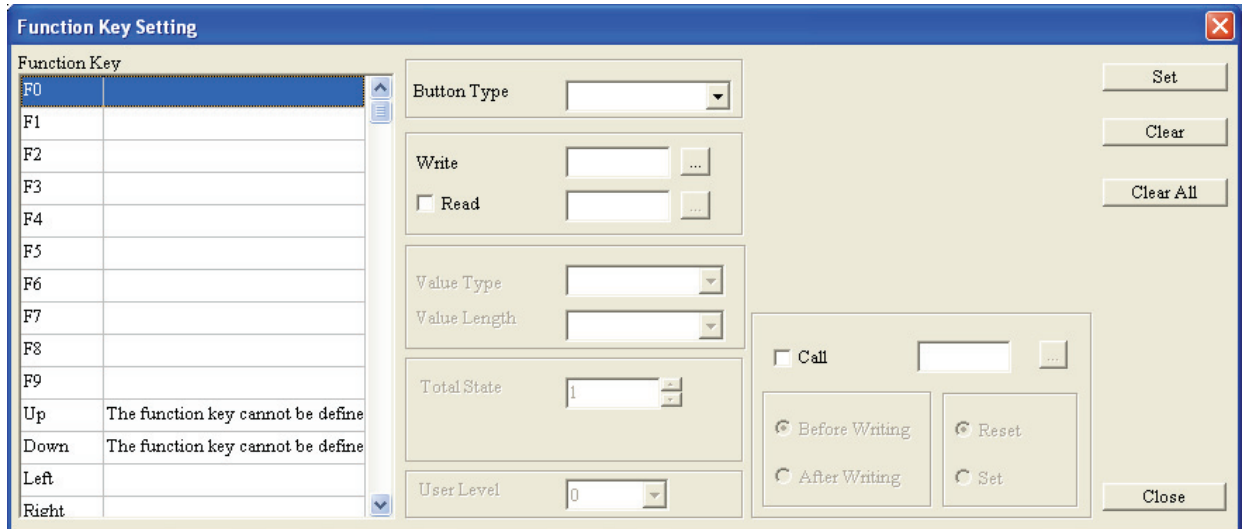 Function Key Setting
Function Key
F0
F1
F2
F3
F4
F5
F6
F7
F8
F9
Up The function key cannot be define
Down The function key cannot be define
Left
Right
Button Type
Write ...
Read ...
Value Type
Value Length
Total State 1
User Level 0
Call ...
Before Writing
After Writing
Reset
Set
Set
Clear
Clear All
Close